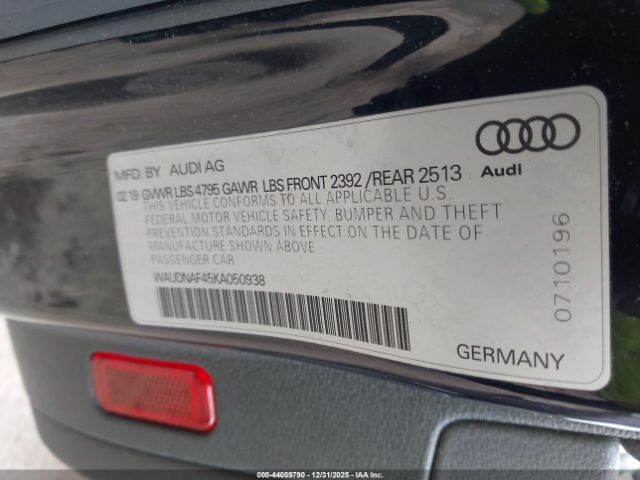 MFD. BY AUDI AG
02 19 GVWR LBS 4795 GAWR LBS FRONT 2392 /REAR 2513
THIS VEHICLE CONFORMS TO ALL APPLICABLE U.S.
FEDERAL MOTOR VEHICLE SAFETY, BUMPER AND THEFT
PREVENTION STANDARDS IN EFFECT ON THE DATE OF
MANUFACTURE SHOWN ABOVE
PASSENGER CAR
WAUDNAF45KA050938
Audi
0710196
GERMANY
000-44059790 - 12/31/2025 - IAAI.COM